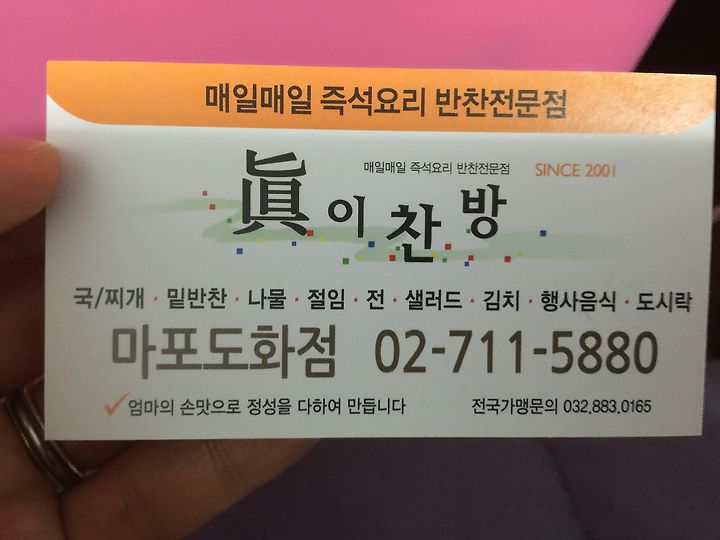 매일매일 즉석요리 반찬전문점
매일매일 즉석요리 반찬전문점 SINCE 2001
眞이찬방
국/찌개 · 밑반찬 · 나물 · 절임 · 전 · 샐러드 · 김치 · 행사음식 · 도시락
마포도화점 02-711-5880
엄마의 손맛으로 정성을 다하여 만듭니다 전국가맹문의 032.883.0165